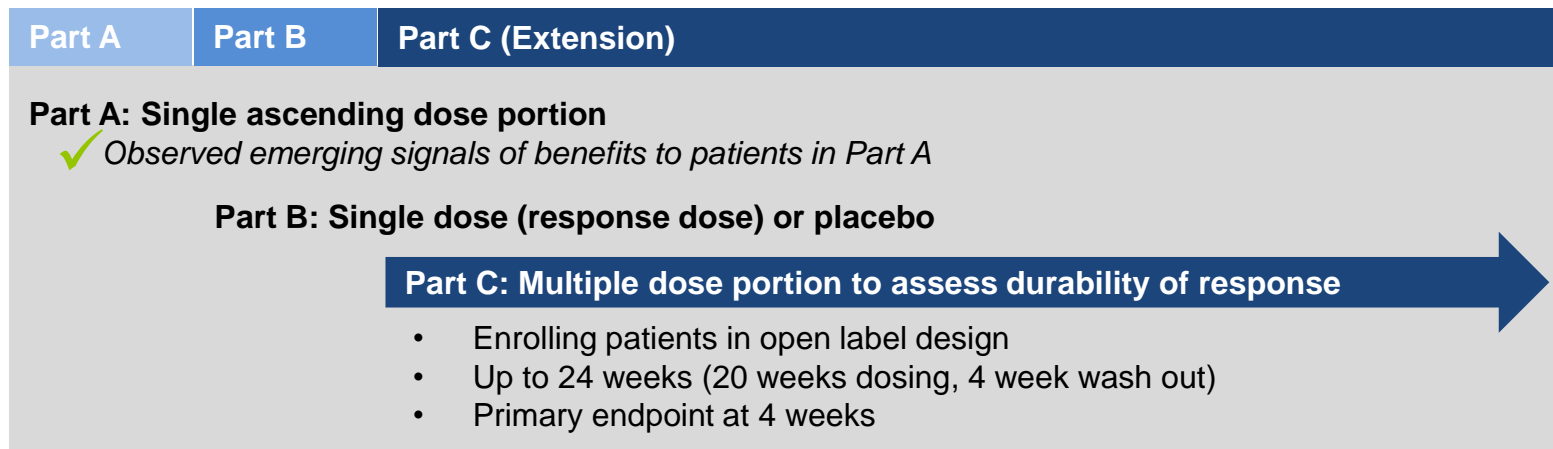 Part A Part B Part C (Extension)
Part A: Single ascending dose portion
Observed emerging signals of benefits to patients in Part A
Part B: Single dose (response dose) or placebo
Part C: Multiple dose portion to assess durability of response
• Enrolling patients in open label design
• Up to 24 weeks (20 weeks dosing, 4 week wash out)
• Primary endpoint at 4 weeks